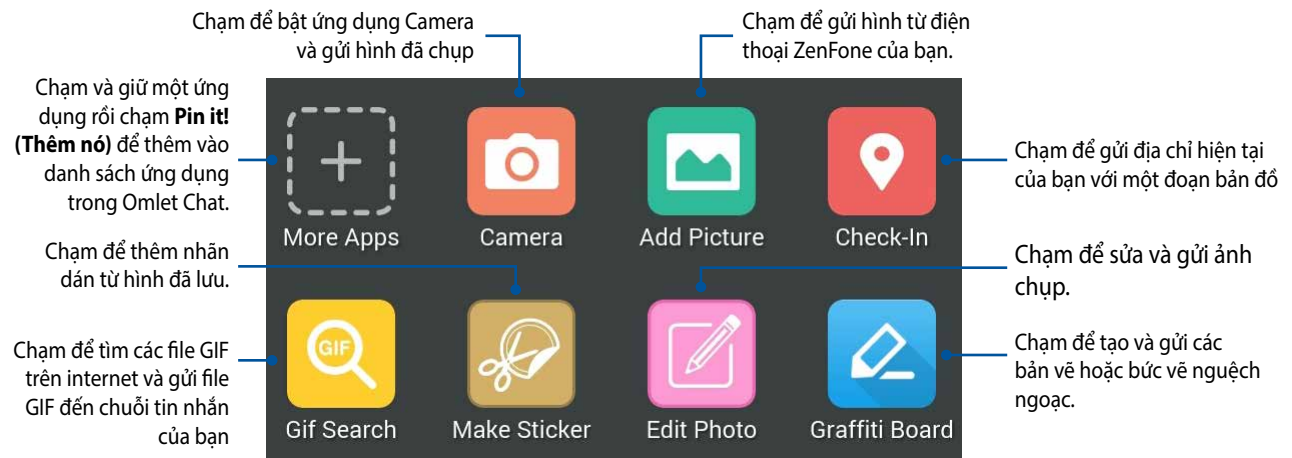 Chạm để bật ứng dụng Camera
và gửi hình đã chụp
Chạm để gửi hình từ điện
thoại ZenFone của bạn.
Chạm và giữ một ứng
dụng rồi chạm Pin it!
(Thêm nó) để thêm vào
danh sách ứng dụng
trong Omlet Chat.
Chạm để gửi địa chỉ hiện tại
của bạn với một đoạn bản đồ
More Apps
Camera
Add Picture
Check-In
Chạm để thêm nhãn
dán từ hình đã lưu.
Chạm để sửa và gửi ảnh
chụp.
Chạm để tìm các file GIF
trên internet và gửi file
GIF đến chuỗi tin nhắn
của bạn
GIF
Chạm để tạo và gửi các
bản vẽ hoặc bức vẽ nguệch
ngoạc.
Gif Search
Make Sticker
Edit Photo
Graffiti Board